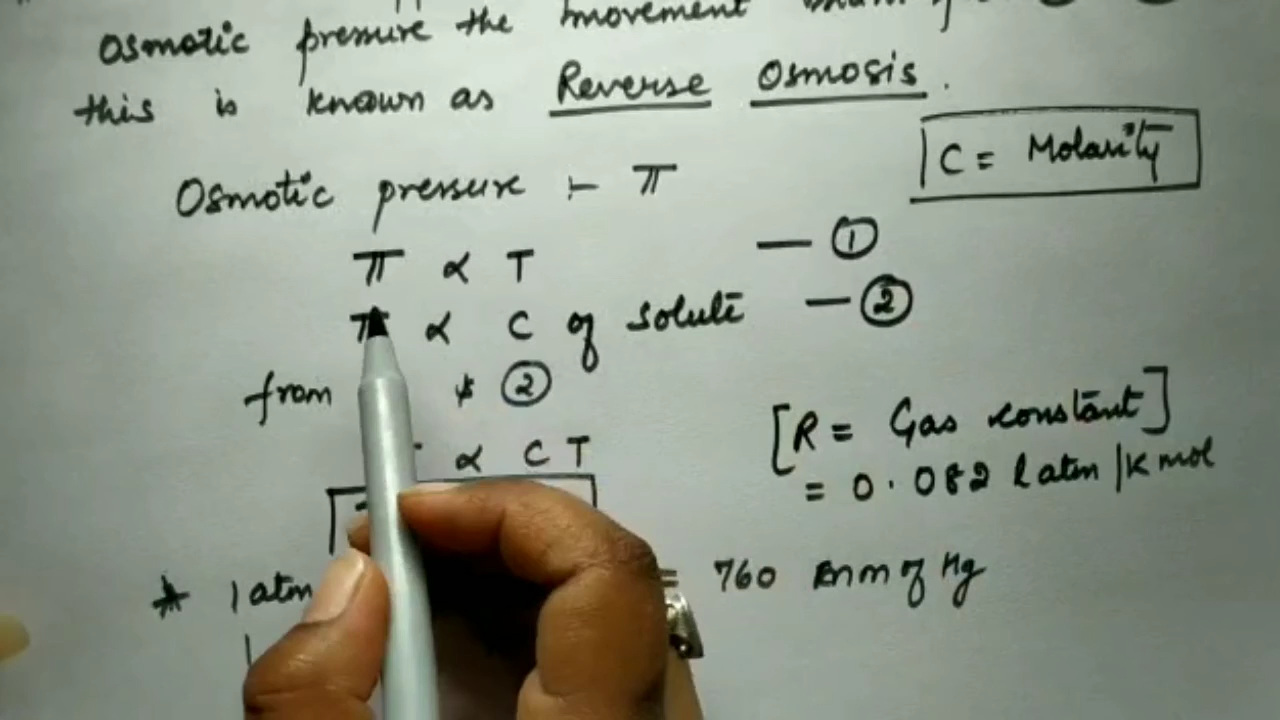 Osmotic pressure the movement
this is known as Reverse Osmosis.
C = Molarity
Osmotic pressure :- π
π ∝ T — ①
π ∝ C of solute — ②
from & ②
∝ C T
[R = Gas constant]
= 0.082 l atm /K mol
* 1 atm = 760 mm of Hg